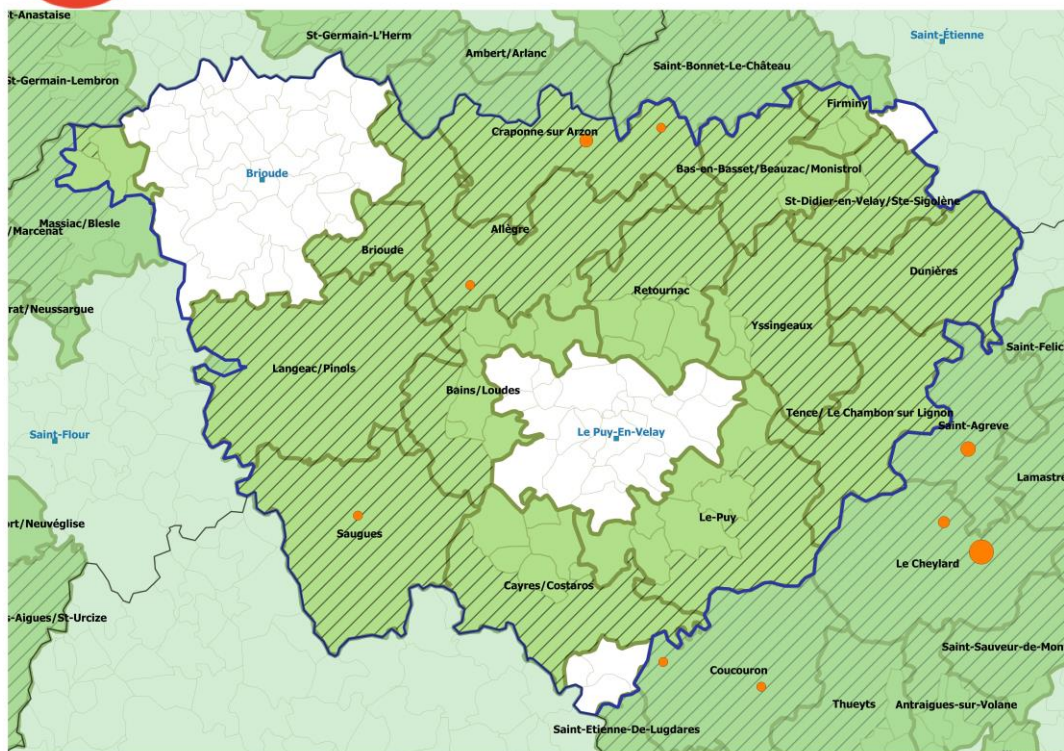 st-Anastaise
St-Germain-L'Herm
Ambert/Arlanc
Saint-Étienne
Saint-Bonnet-Le-Château
St-Germain-Lembron
Firminy
Craponne sur Arzon
Bas-en-Basset/Beauzac/Monistrol
Brioude
St-Didier-en-Velay/Ste-Sigolène
Massiac/Blesle
/Marcenat
Allègre
Brioude
Dunières
Retournac
rat/Neussargue
Yssingeaux
Saint-Felic
Langeac/Pinols
Bains/Loudes
Tence/ Le Chambon sur Lignon
Saint-Agreve
Saint-Flour
Le Puy-En-Velay
Lamastre
Le-Puy
ort/Neuvéglise
Saugues
Le Cheylard
Cayres/Costaros
s-Aigues/St-Urcize
Saint-Sauveur-de-Mon
Coucouron
Thueyts
Antraigues-sur-Volane
Saint-Etienne-De-Lugdares